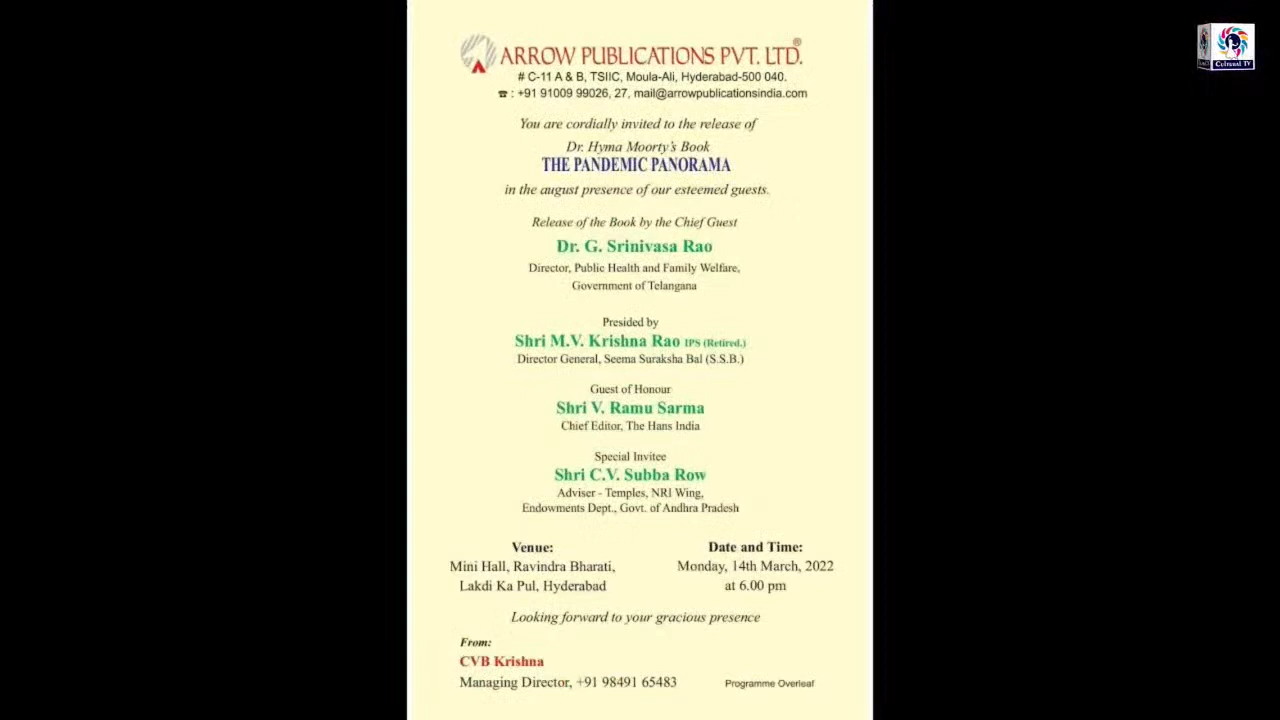 ARROW PUBLICATIONS PVT. LTD.®
# C-11 A & B, TSIIC, Moula-Ali, Hyderabad-500 040.
☎ : +91 91009 99026, 27, mail@arrowpublicationsindia.com
You are cordially invited to the release of
Dr. Hyma Moorty's Book
THE PANDEMIC PANORAMA
in the august presence of our esteemed guests.
Release of the Book by the Chief Guest
Dr. G. Srinivasa Rao
Director, Public Health and Family Welfare,
Government of Telangana
Presided by
Shri M.V. Krishna Rao IPS (Retired.)
Director General, Seema Suraksha Bal (S.S.B.)
Guest of Honour
Shri V. Ramu Sarma
Chief Editor, The Hans India
Special Invitee
Shri C.V. Subba Row
Adviser - Temples, NRI Wing,
Endowments Dept., Govt. of Andhra Pradesh
Venue:
Mini Hall, Ravindra Bharati,
Lakdi Ka Pul, Hyderabad
Date and Time:
Monday, 14th March, 2022
at 6.00 pm
Looking forward to your gracious presence
From:
CVB Krishna
Managing Director, +91 98491 65483
Programme Overleaf
Cultural TV